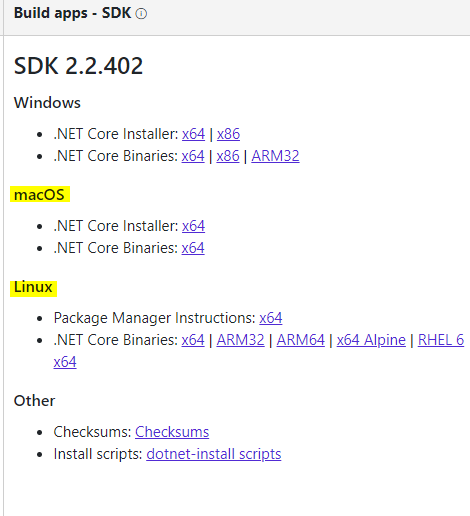 Build apps - SDK ⓘ
SDK 2.2.402
Windows
• .NET Core Installer: x64 | x86
• .NET Core Binaries: x64 | x86 | ARM32
macOS
• .NET Core Installer: x64
• .NET Core Binaries: x64
Linux
• Package Manager Instructions: x64
• .NET Core Binaries: x64 | ARM32 | ARM64 | x64 Alpine | RHEL 6
x64
Other
• Checksums: Checksums
• Install scripts: dotnet-install scripts